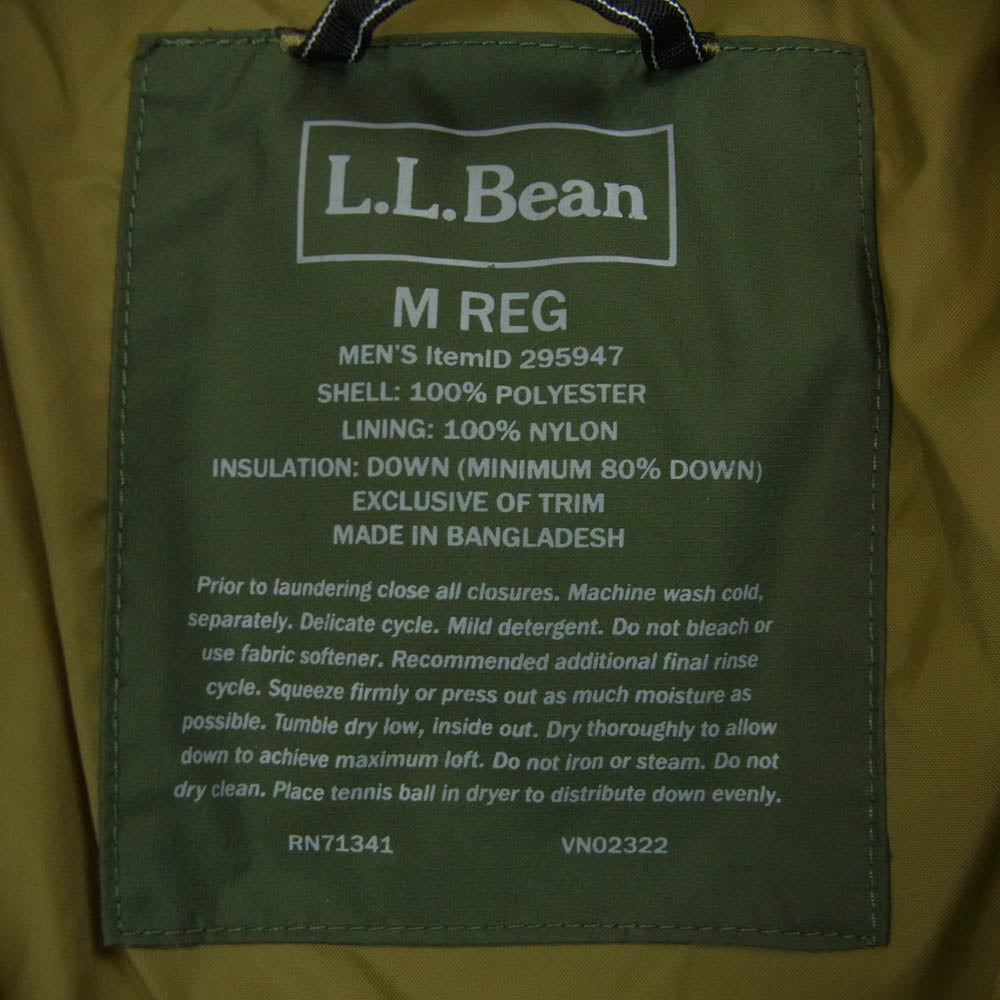 L.L.Bean
M REG
MEN'S ItemID 295947
SHELL: 100% POLYESTER
LINING: 100% NYLON
INSULATION: DOWN (MINIMUM 80% DOWN)
EXCLUSIVE OF TRIM
MADE IN BANGLADESH
Prior to laundering close all closures. Machine wash cold,
separately. Delicate cycle. Mild detergent. Do not bleach or
use fabric softener. Recommended additional final rinse
cycle. Squeeze firmly or press out as much moisture as
possible. Tumble dry low, inside out. Dry thoroughly to allow
down to achieve maximum loft. Do not iron or steam. Do not
dry clean. Place tennis ball in dryer to distribute down evenly.
RN71341 VN02322